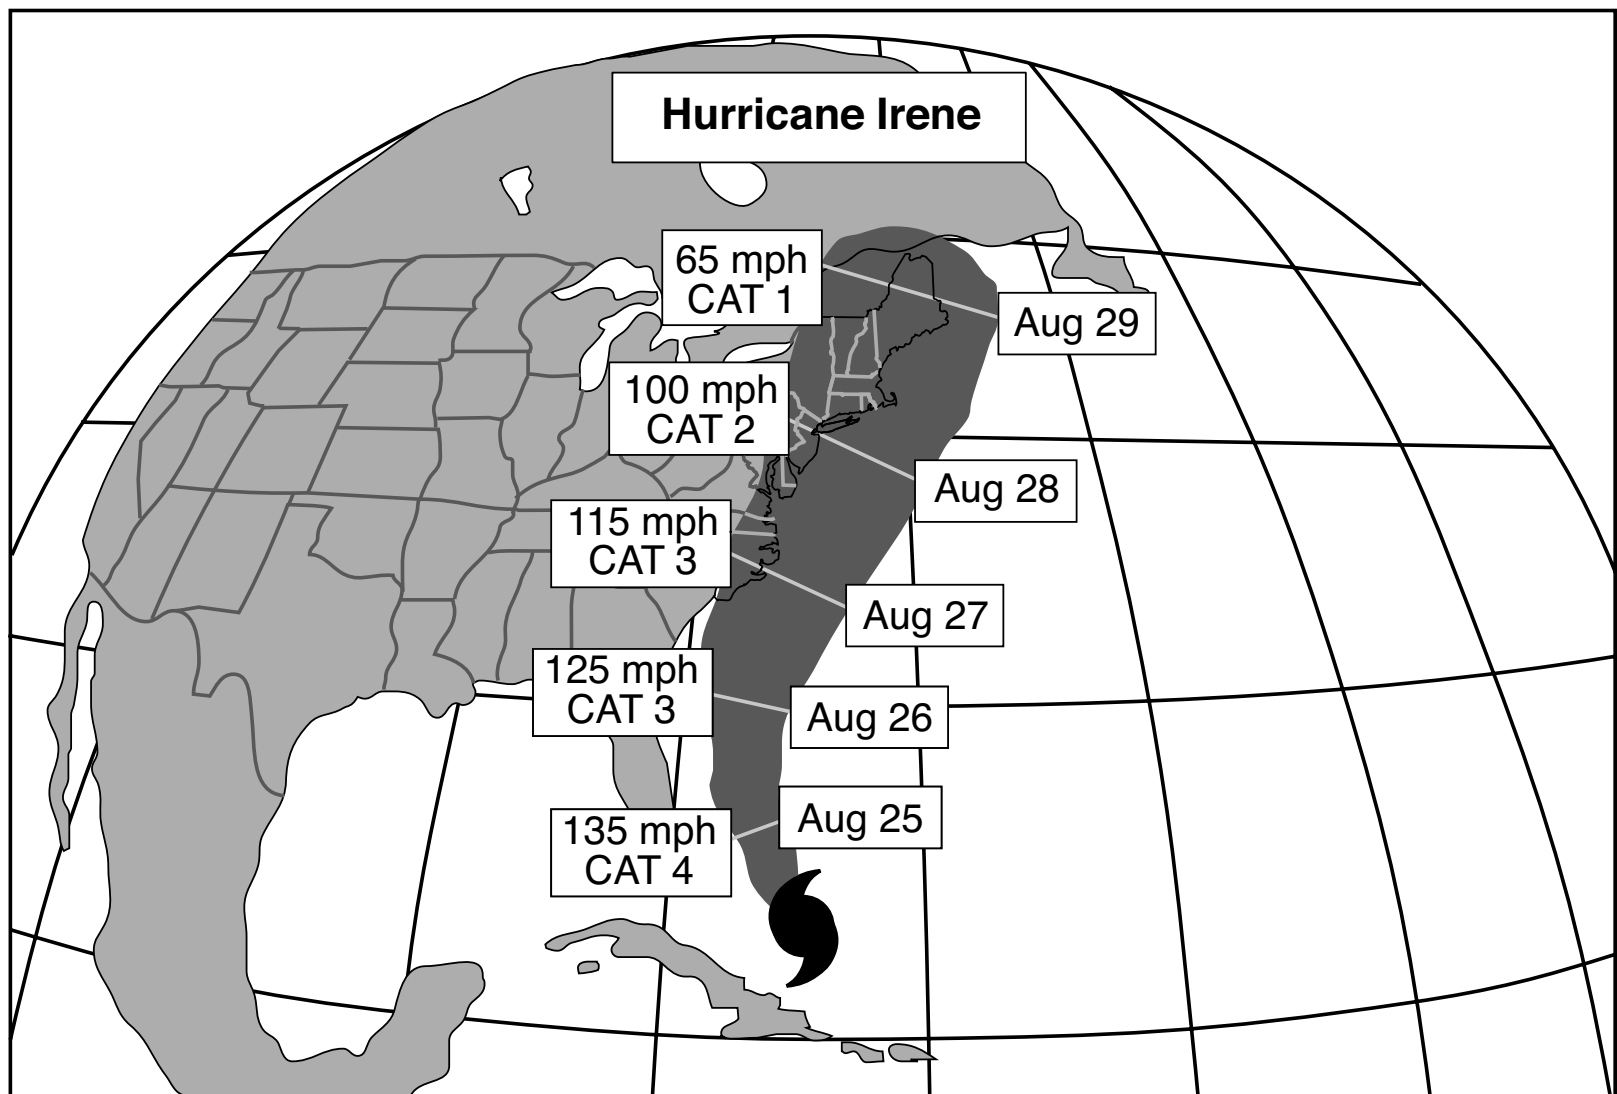 Hurricane Irene
65 mph
CAT 1
Aug 29
100 mph
CAT 2
Aug 28
115 mph
CAT 3
Aug 27
125 mph
CAT 3
Aug 26
135 mph
CAT 4
Aug 25